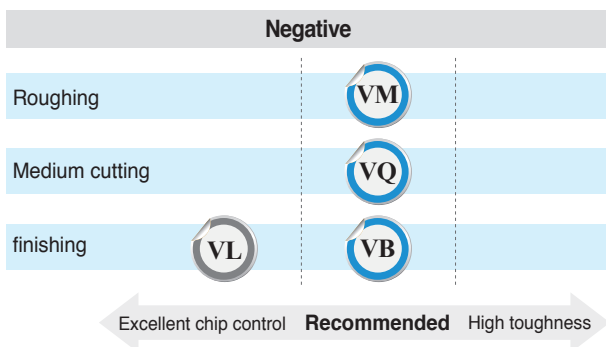 Negative
Roughing VM
Medium cutting VQ
finishing VL VB
Excellent chip control Recommended High toughness